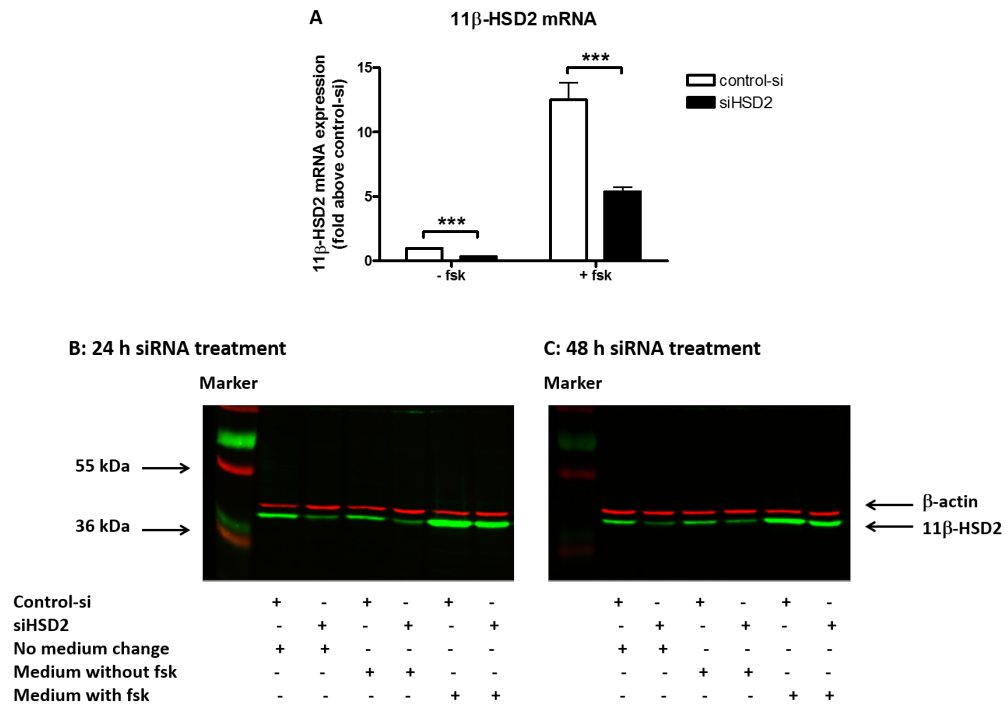 A
11β-HSD2 mRNA
11β-HSD2 mRNA expression
(fold above control-si)
15
10
5
0
***
***
- fsk
+ fsk
control-si
siHSD2
B: 24 h siRNA treatment
C: 48 h siRNA treatment
Marker
Marker
55 kDa
36 kDa
β-actin
11β-HSD2
Control-si + - + - + - + - + - + -
siHSD2 - + - + - + - + - + - +
No medium change + + - - - - + + - - - -
Medium without fsk - - + + - - - - + + - -
Medium with fsk - - - - + + - - - - + +